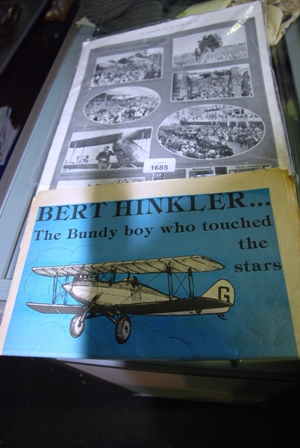 1685
BERT HINKLER...
The Bundy boy who touched
the
stars
G